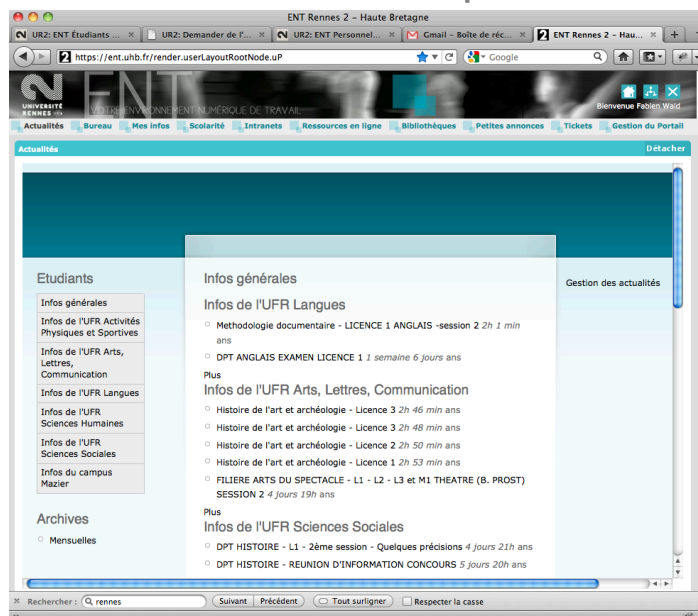 ENT Rennes 2 – Haute Bretagne
UR2: ENT Étudiants ...
UR2: Demander de l'...
UR2: ENT Personnel...
Gmail – Boîte de réc...
ENT Rennes 2 – Hau...
https://ent.uhb.fr/render.userLayoutRootNode.uP
Google
UNIVERSITÉ
RENNES
ENT
VOTRE ENVIRONNEMENT NUMÉRIQUE DE TRAVAIL
Bienvenue Fabien Wald
Actualités Bureau Mes infos Scolarité Intranets Ressources en ligne Bibliothèques Petites annonces Tickets Gestion du Portail
Actualités
Détacher
Etudiants
Infos générales
Infos de l'UFR Activités
Physiques et Sportives
Infos de l'UFR Arts,
Lettres,
Communication
Infos de l'UFR Langues
Infos de l'UFR
Sciences Humaines
Infos de l'UFR
Sciences Sociales
Infos du campus
Mazier
Archives
Mensuelles
Infos générales
Infos de l'UFR Langues
Methodologie documentaire - LICENCE 1 ANGLAIS -session 2 2h 1 min
ans
DPT ANGLAIS EXAMEN LICENCE 1 1 semaine 6 jours ans
Plus
Infos de l'UFR Arts, Lettres, Communication
Histoire de l'art et archéologie - Licence 3 2h 46 min ans
Histoire de l'art et archéologie - Licence 3 2h 48 min ans
Histoire de l'art et archéologie - Licence 2 2h 50 min ans
Histoire de l'art et archéologie - Licence 1 2h 53 min ans
FILIERE ARTS DU SPECTACLE - L1 - L2 - L3 et M1 THEATRE (B. PROST)
SESSION 2 4 jours 19h ans
Plus
Infos de l'UFR Sciences Sociales
DPT HISTOIRE - L1 - 2ème session - Quelques précisions 4 jours 21h ans
DPT HISTOIRE - REUNION D'INFORMATION CONCOURS 5 jours 20h ans
Gestion des actualités
Rechercher : rennes Suivant Précédent Tout surligner Respecter la casse